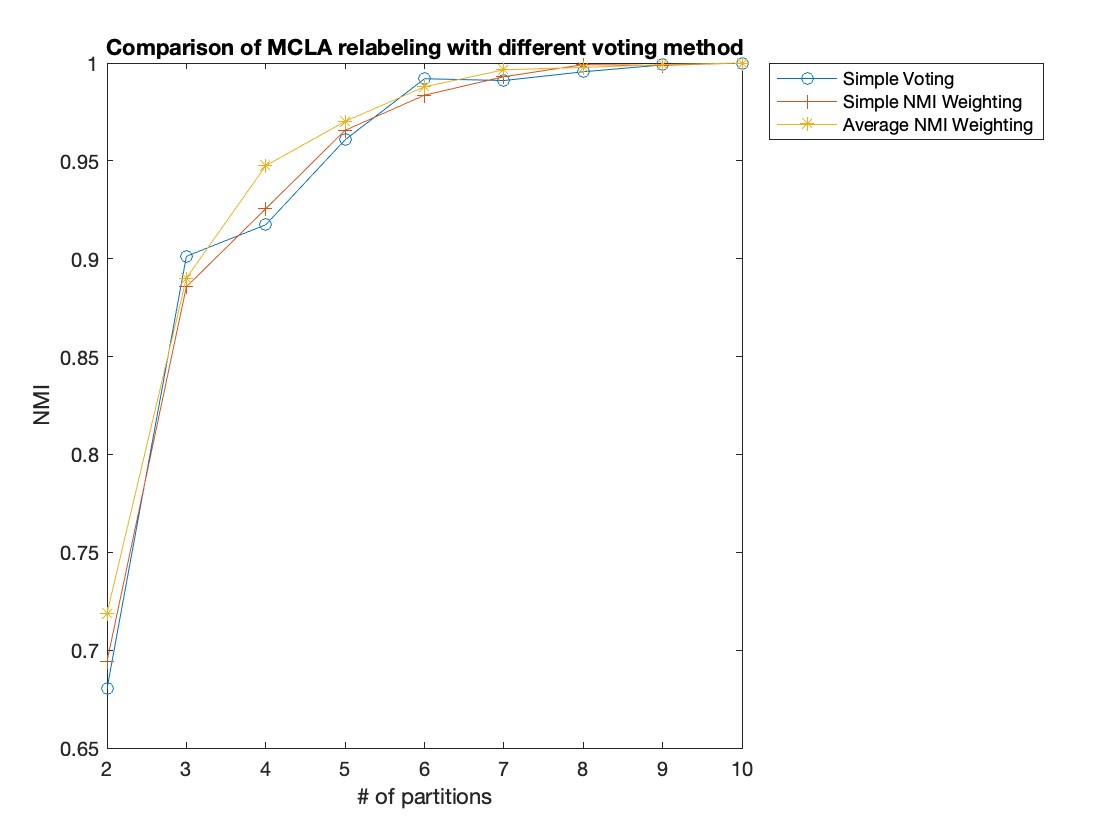 Comparison of MCLA relabeling with different voting method
1
0.95
0.9
0.85
0.8
0.75
0.7
0.65
NMI
2 3 4 5 6 7 8 9 10
# of partitions
Simple Voting
Simple NMI Weighting
Average NMI Weighting